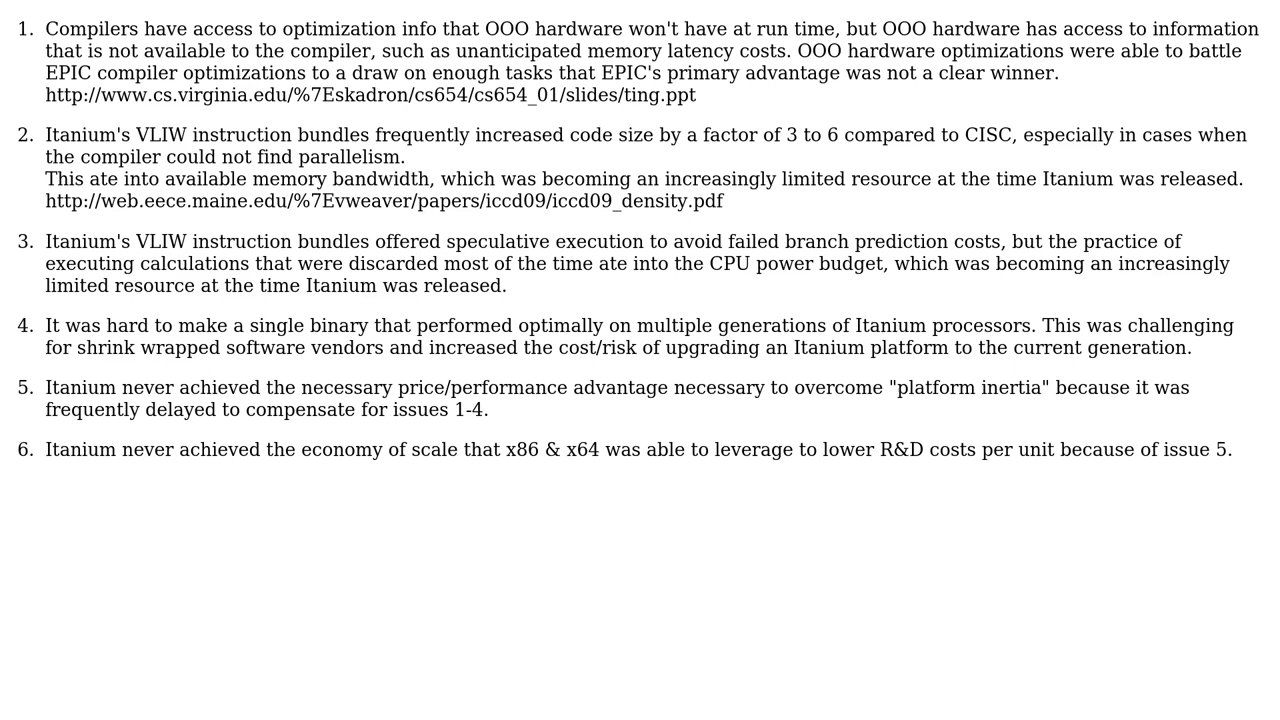 1. Compilers have access to optimization info that OOO hardware won't have at run time, but OOO hardware has access to information
that is not available to the compiler, such as unanticipated memory latency costs. OOO hardware optimizations were able to battle
EPIC compiler optimizations to a draw on enough tasks that EPIC's primary advantage was not a clear winner.
http://www.cs.virginia.edu/%7Eskadron/cs654/cs654_01/slides/ting.ppt
2. Itanium's VLIW instruction bundles frequently increased code size by a factor of 3 to 6 compared to CISC, especially in cases when
the compiler could not find parallelism.
This ate into available memory bandwidth, which was becoming an increasingly limited resource at the time Itanium was released.
http://web.eece.maine.edu/%7Evweaver/papers/iccd09/iccd09_density.pdf
3. Itanium's VLIW instruction bundles offered speculative execution to avoid failed branch prediction costs, but the practice of
executing calculations that were discarded most of the time ate into the CPU power budget, which was becoming an increasingly
limited resource at the time Itanium was released.
4. It was hard to make a single binary that performed optimally on multiple generations of Itanium processors. This was challenging
for shrink wrapped software vendors and increased the cost/risk of upgrading an Itanium platform to the current generation.
5. Itanium never achieved the necessary price/performance advantage necessary to overcome "platform inertia" because it was
frequently delayed to compensate for issues 1-4.
6. Itanium never achieved the economy of scale that x86 & x64 was able to leverage to lower R&D costs per unit because of issue 5.